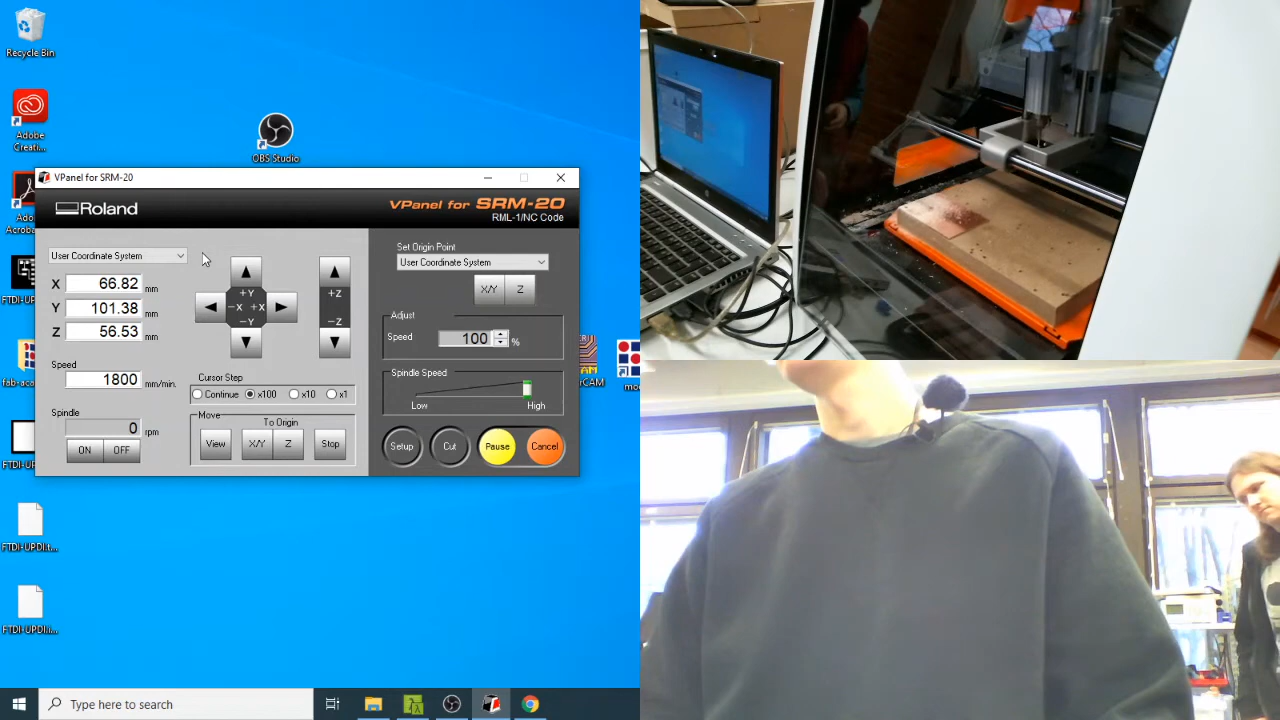 Recycle Bin
Adobe
Creati...
OBS Studio
VPanel for SRM-20
Roland
VPanel for SRM-20
RML-1/NC Code
User Coordinate System
X 66.82 mm
Y 101.38 mm
Z 56.53 mm
Speed
1800 mm/min.
Spindle
0 rpm
ON OFF
+Y
-X +X
-Y
+Z
-Z
Cursor Step
Continue x100 x10 x1
Move
To Origin
View X/Y Z Stop
Set Origin Point
User Coordinate System
X/Y Z
Adjust
Speed 100 %
Spindle Speed
Low High
Setup Cut Pause Cancel
FTDI-UPDI:t...
FTDI-UPDI:i...
Type here to search